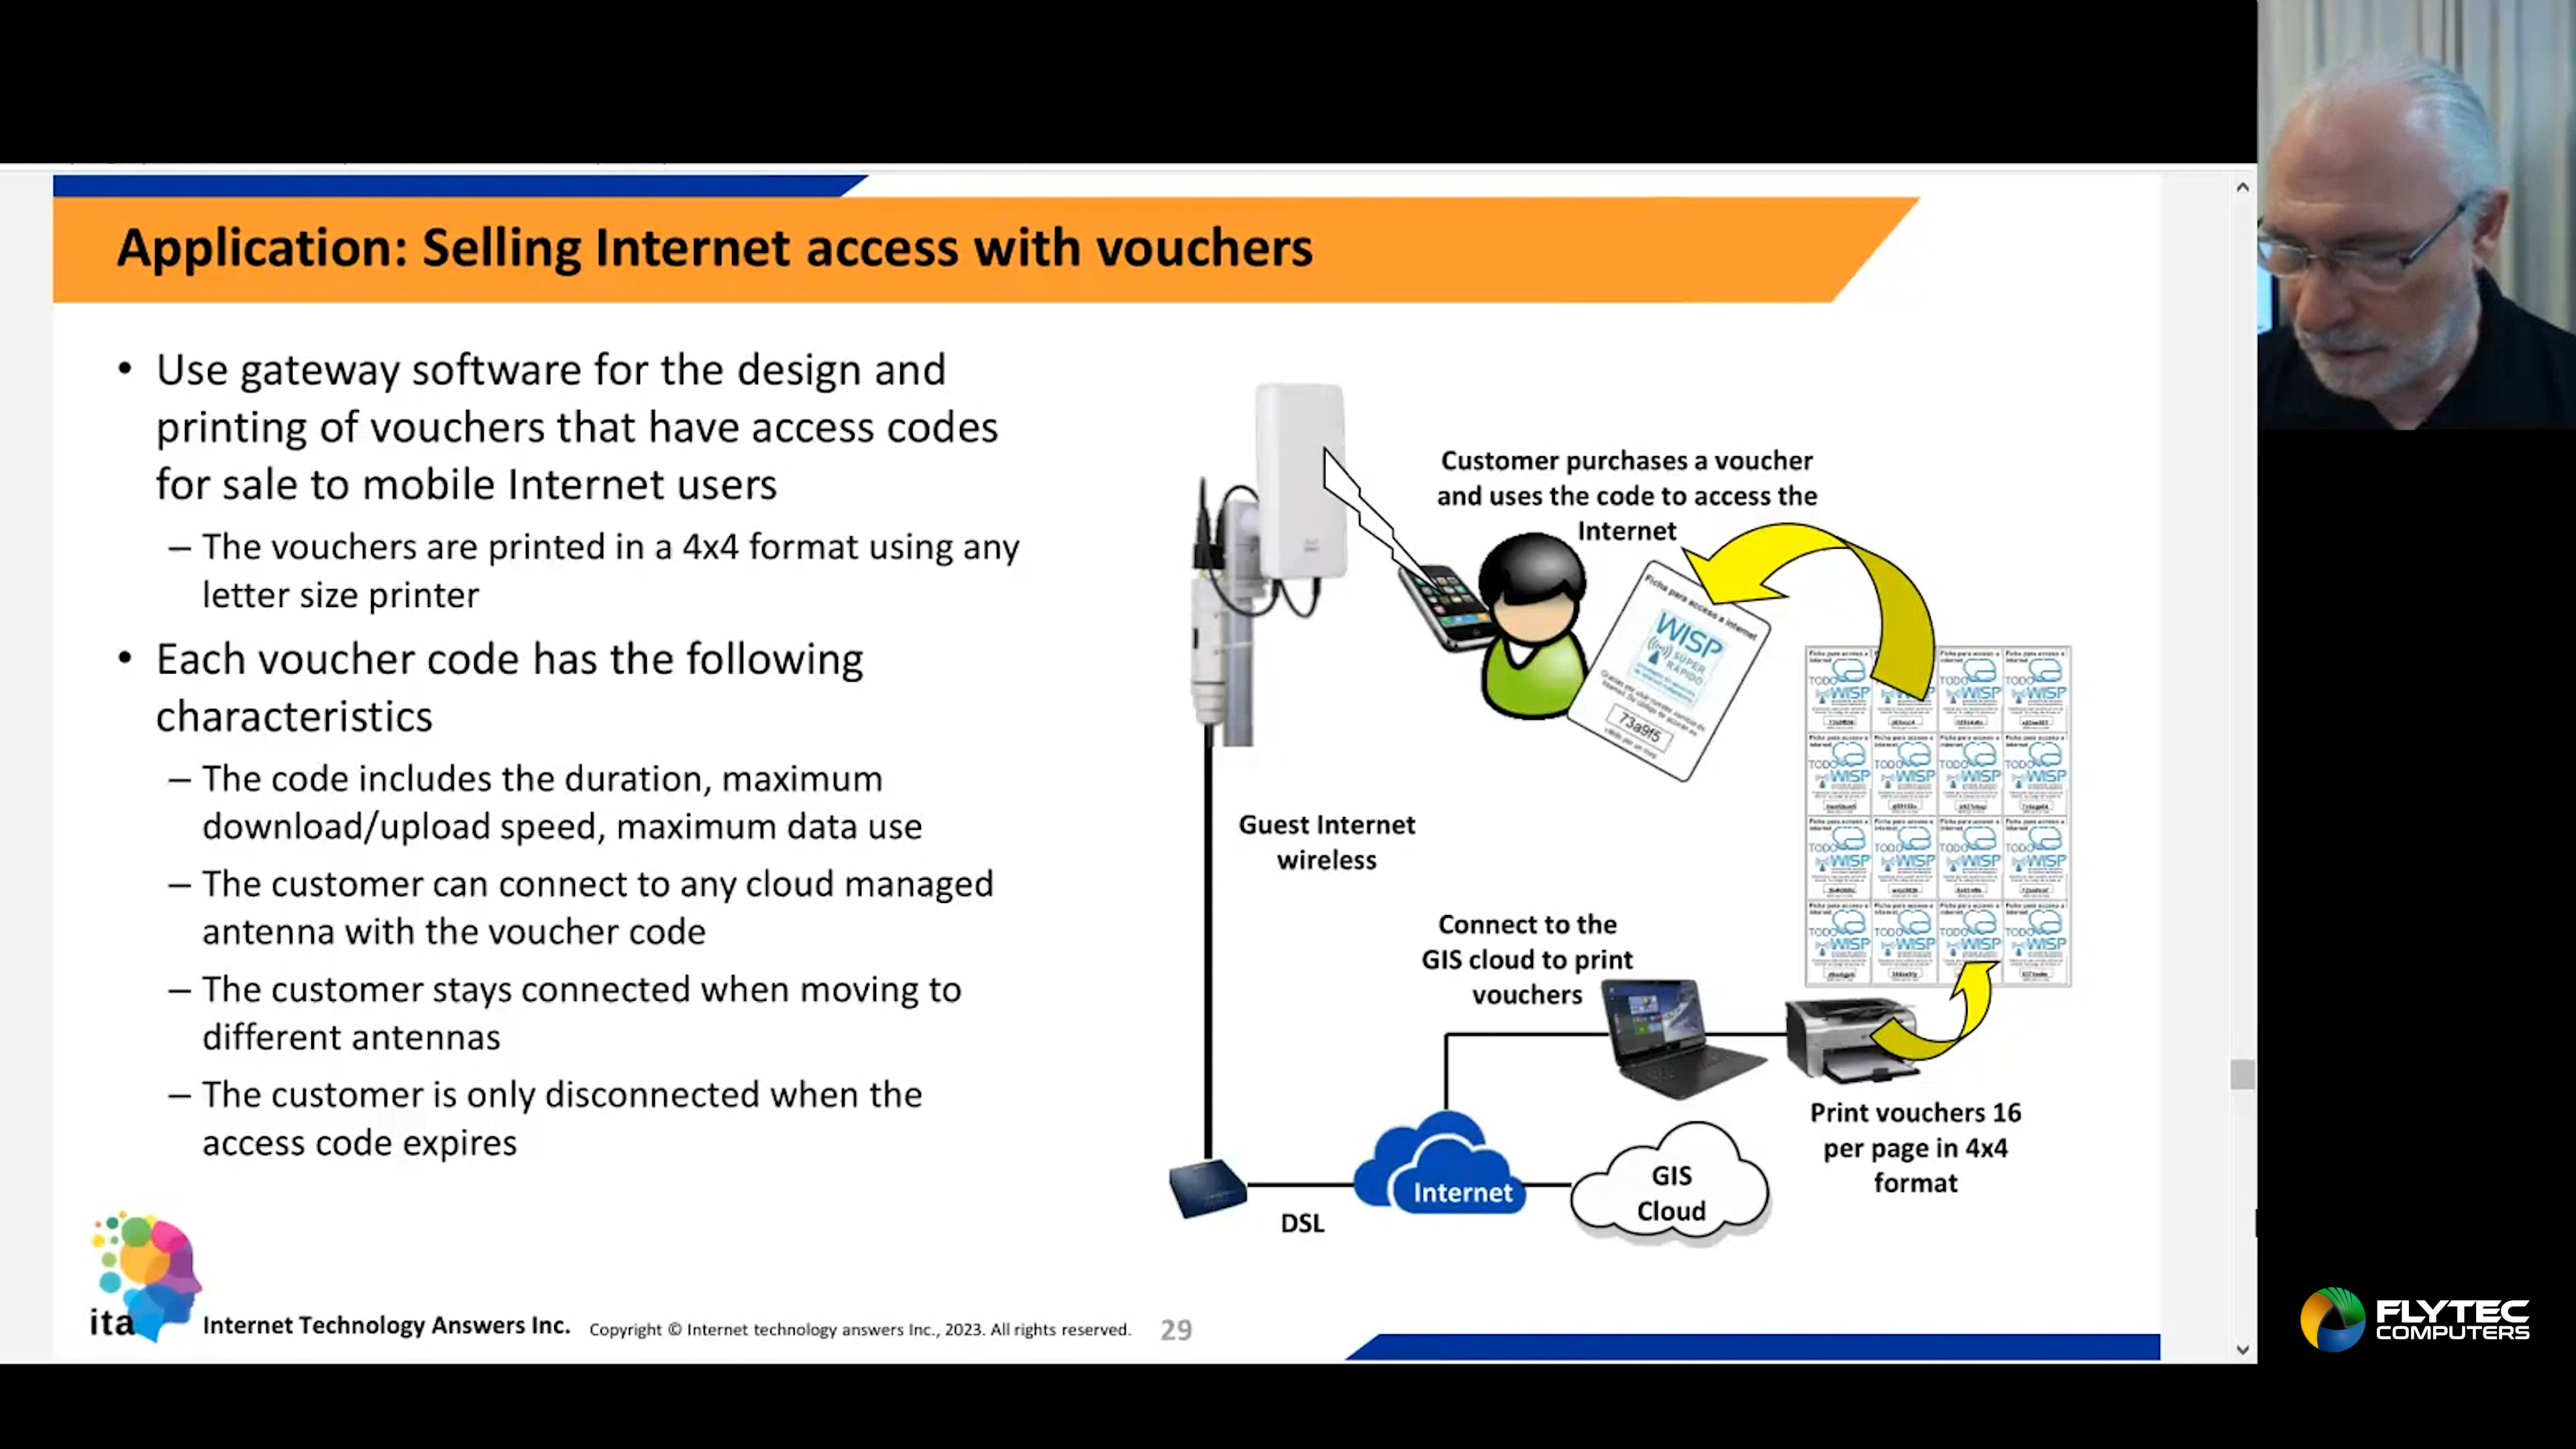 Application: Selling Internet access with vouchers
• Use gateway software for the design and
printing of vouchers that have access codes
for sale to mobile Internet users
– The vouchers are printed in a 4x4 format using any
letter size printer
• Each voucher code has the following
characteristics
– The code includes the duration, maximum
download/upload speed, maximum data use
– The customer can connect to any cloud managed
antenna with the voucher code
– The customer stays connected when moving to
different antennas
– The customer is only disconnected when the
access code expires
Customer purchases a voucher
and uses the code to access the
Internet
Ficha para acceso a Internet
WISP
SUPER
RAPIDO
73a9f5
Guest Internet
wireless
Connect to the
GIS cloud to print
vouchers
Print vouchers 16
per page in 4x4
format
Internet
GIS
Cloud
DSL
ita
Internet Technology Answers Inc.
Copyright © Internet technology answers Inc., 2023. All rights reserved.
29
FLYTEC
COMPUTERS